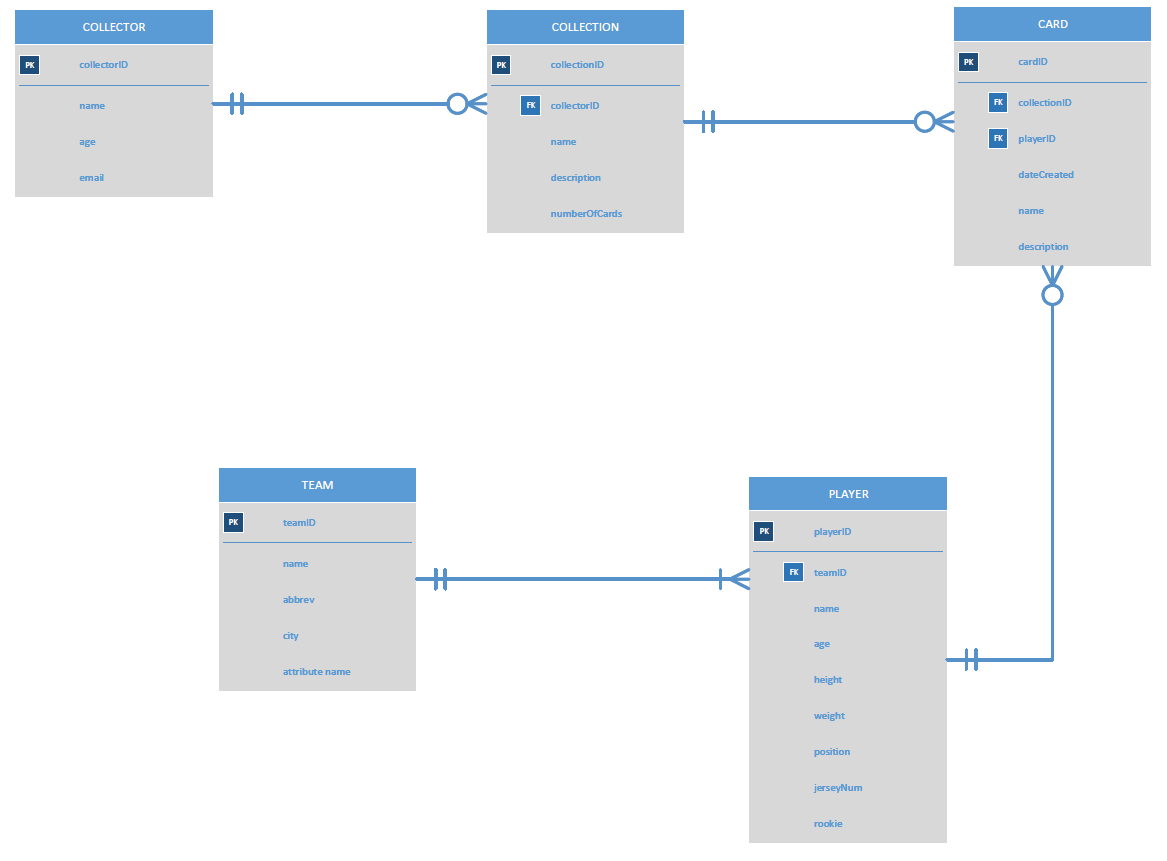 COLLECTOR
PK collectorID
name
age
email
COLLECTION
PK collectionID
FK collectorID
name
description
numberOfCards
CARD
PK cardID
FK collectionID
FK playerID
dateCreated
name
description
TEAM
PK teamID
name
abbrev
city
attribute name
PLAYER
PK playerID
FK teamID
name
age
height
weight
position
jerseyNum
rookie